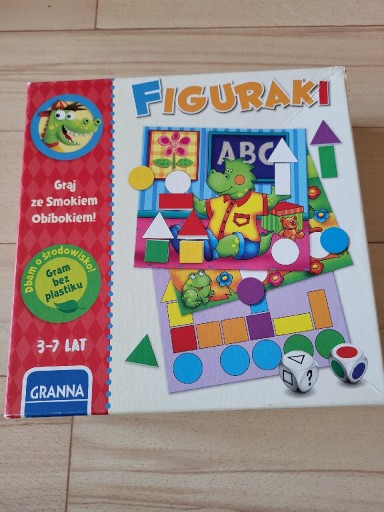 FIGURAKI
ABC
Graj
ze Smokiem
Obibokiem!
Dbam o środowisko!
Gram
bez
plastiku
3-7 LAT
GRANNA
?